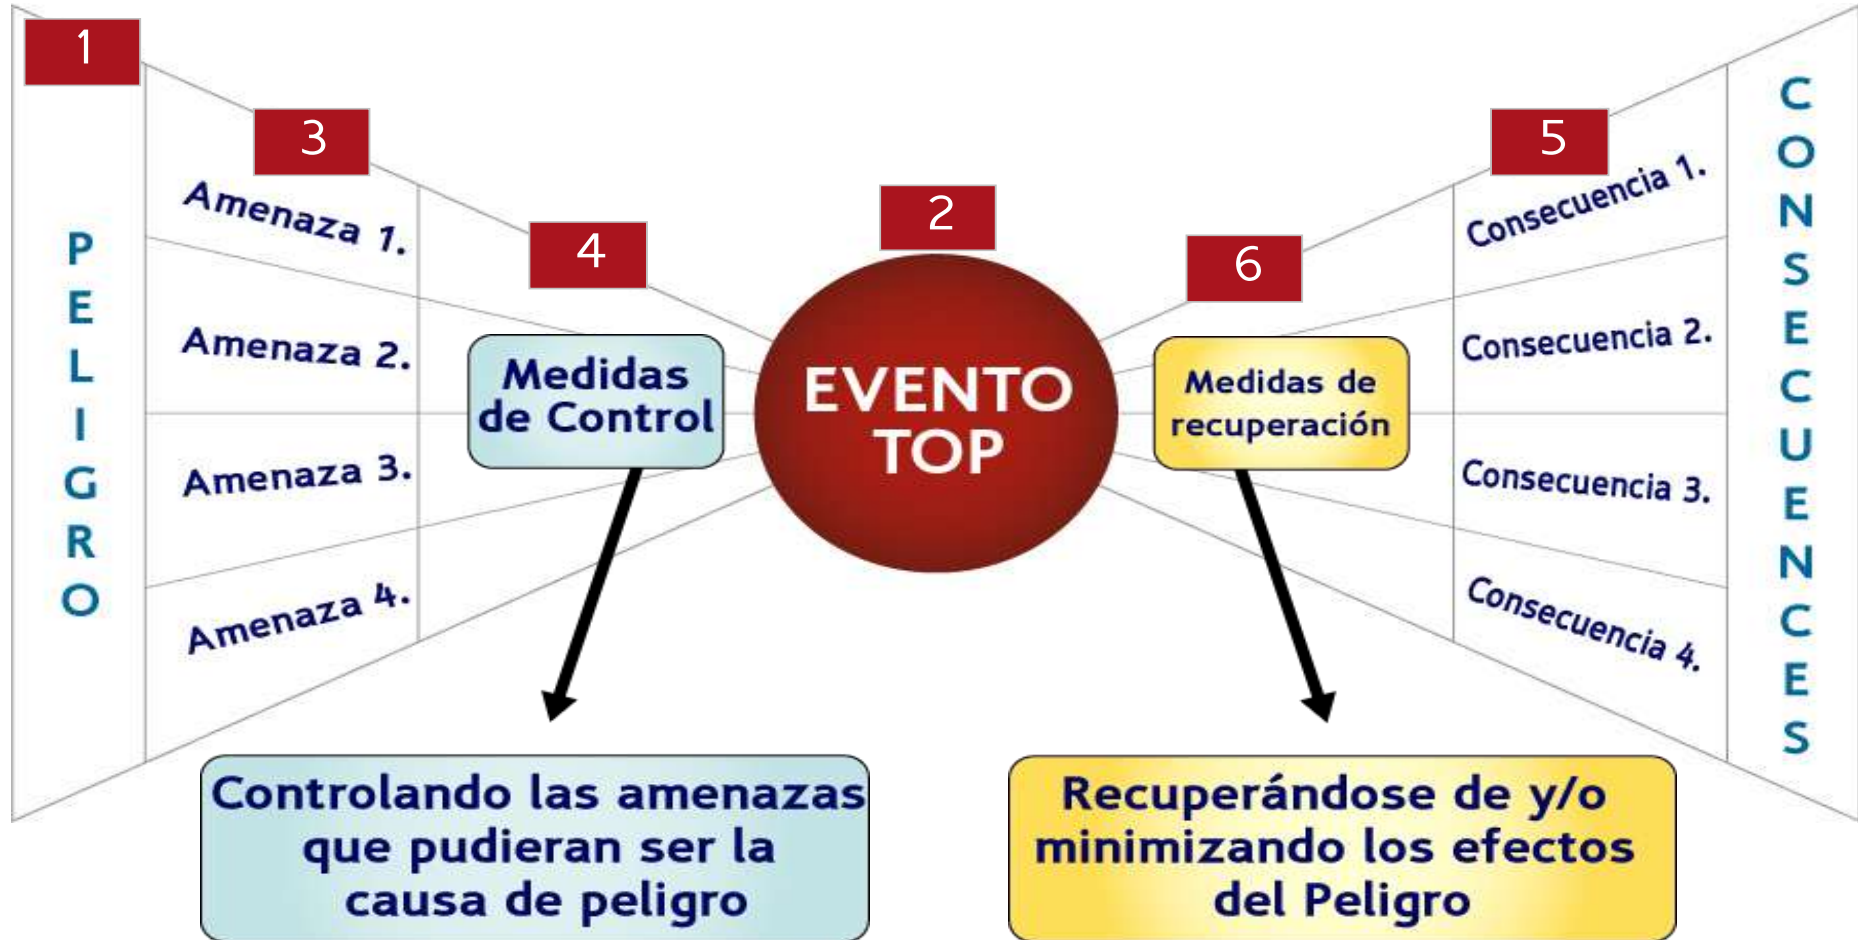 1
3
4
2
6
5
PELIGRO
Amenaza 1.
Amenaza 2.
Amenaza 3.
Amenaza 4.
Medidas
de Control
EVENTO
TOP
Medidas de
recuperación
Consecuencia 1.
Consecuencia 2.
Consecuencia 3.
Consecuencia 4.
CONSECUENCES
Controlando las amenazas
que pudieran ser la
causa de peligro
Recuperándose de y/o
minimizando los efectos
del Peligro